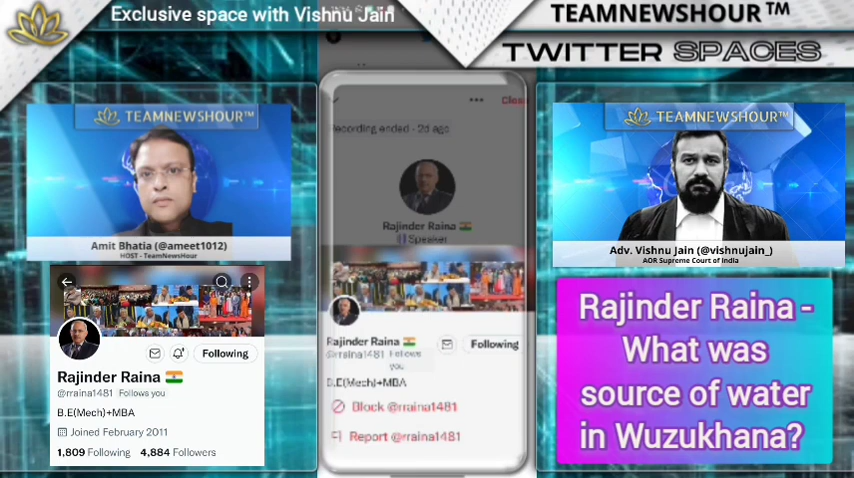 Exclusive space with Vishnu Jain
TEAMNEWSHOUR™
TWITTER SPACES
TEAMNEWSHOUR™
Amit Bhatia (@ameet1012)
HOST - TeamNewsHour
Following
Rajinder Raina
@rraina1481 Follows you
B.E(Mech)+MBA
Joined February 2011
1,809 Following 4,884 Followers
Close
Recording ended - 2d ago
Rajinder Raina
Speaker
Rajinder Raina
@rraina1481 Follows
you
Following
B.E(Mech)+MBA
Block @rraina1481
Report @rraina1481
TEAMNEWSHOUR™
Adv. Vishnu Jain (@vishnujain_)
AOR Supreme Court of India
Rajinder Raina -
What was
source of water
in Wuzukhana?